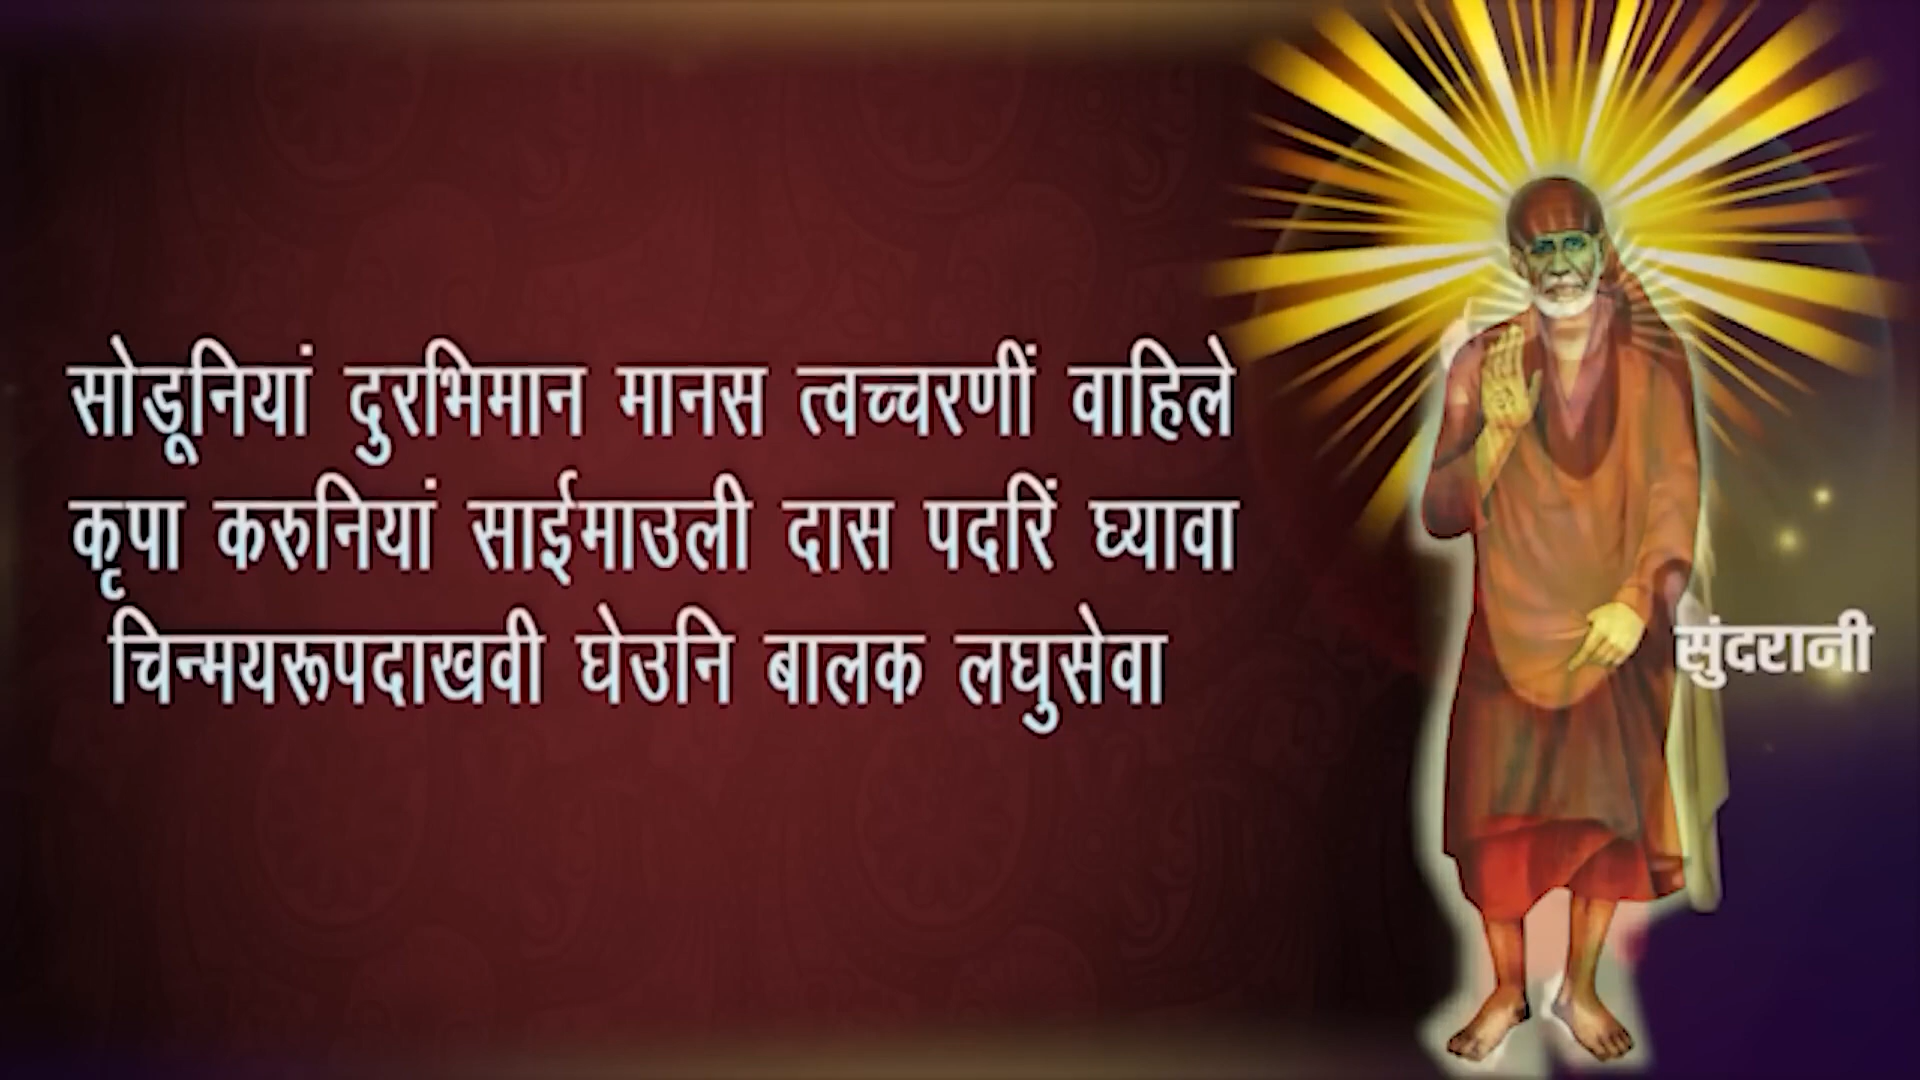 सोडूनियां दुरभिमान मानस त्वच्चरणीं वाहिले
कृपा करुनियां साईमाउली दास पदरिं घ्यावा
चिन्मयरूपदाखवी घेउनि बालक लघुसेवा
सुंदरानी